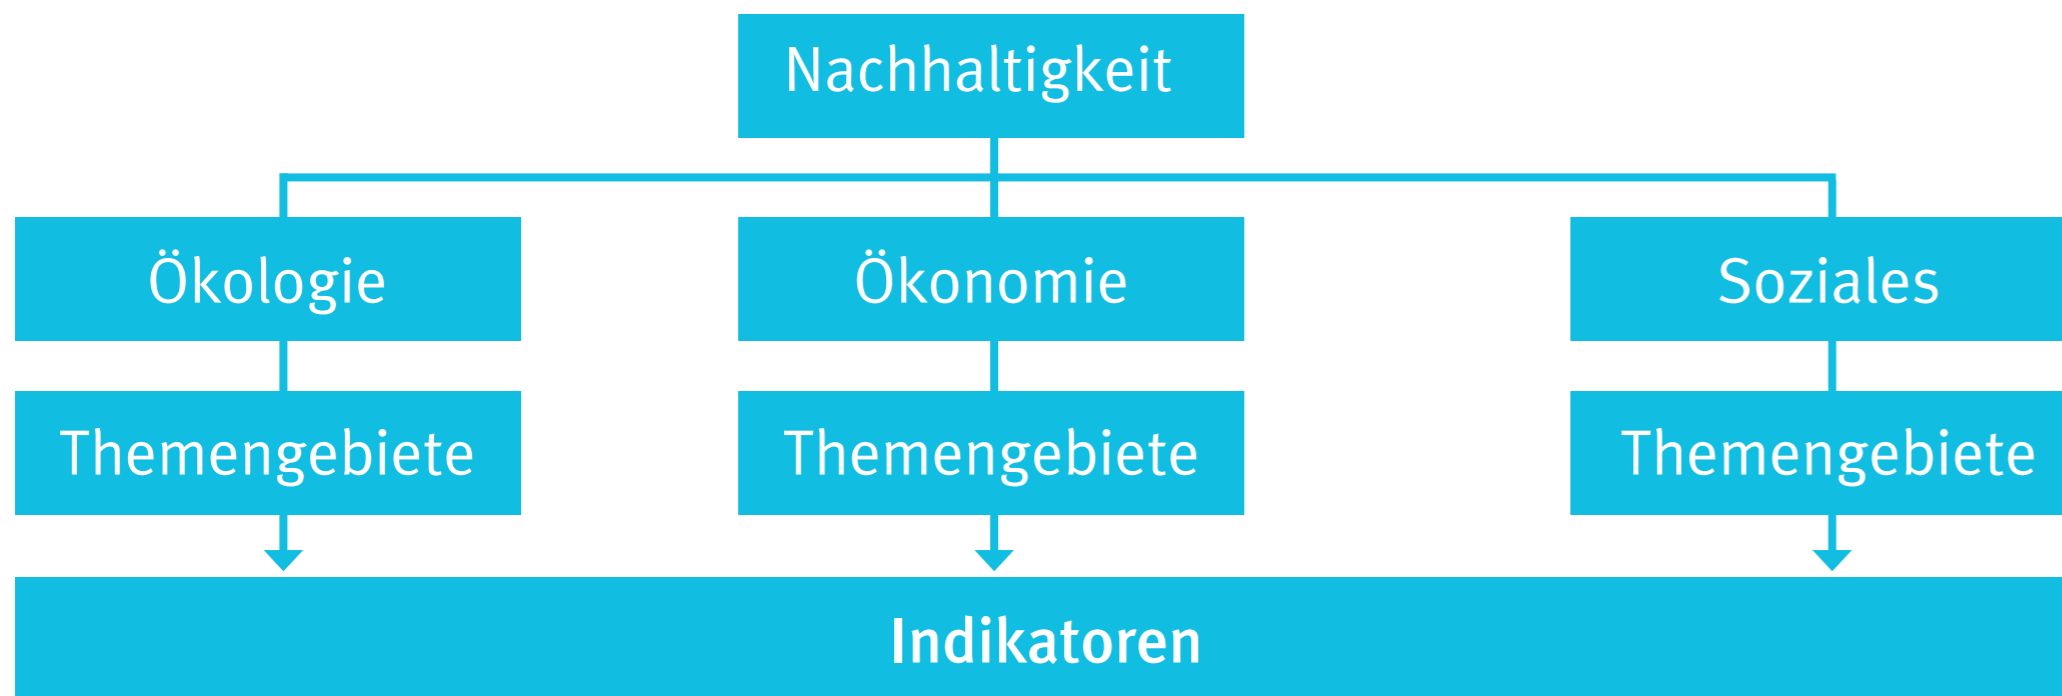 Nachhaltigkeit
Ökologie
Ökonomie
Soziales
Themengebiete
Themengebiete
Themengebiete
Indikatoren